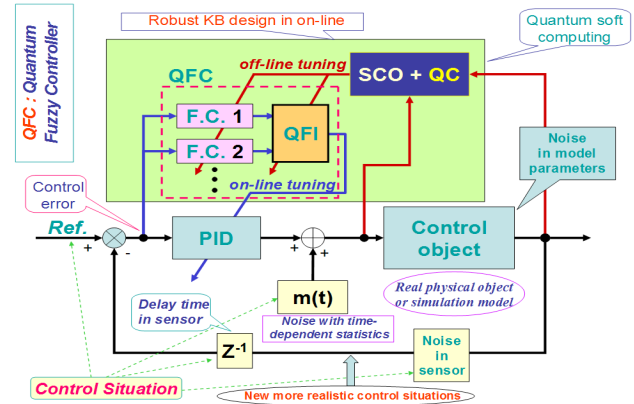 Robust KB design in on-line
Quantum soft
computing
QFC : Quantum
Fuzzy Controller
QFC
off-line tuning
SCO + QC
F.C. 1
F.C. 2
QFI
on-line tuning
Noise
in model
parameters
Control
error
Ref.
+
-
PID
+
+
Control
object
m(t)
Real physical object
or simulation model
Delay time
in sensor
Noise with time-
dependent statistics
Z-1
Noise
in
sensor
Control Situation
New more realistic control situations